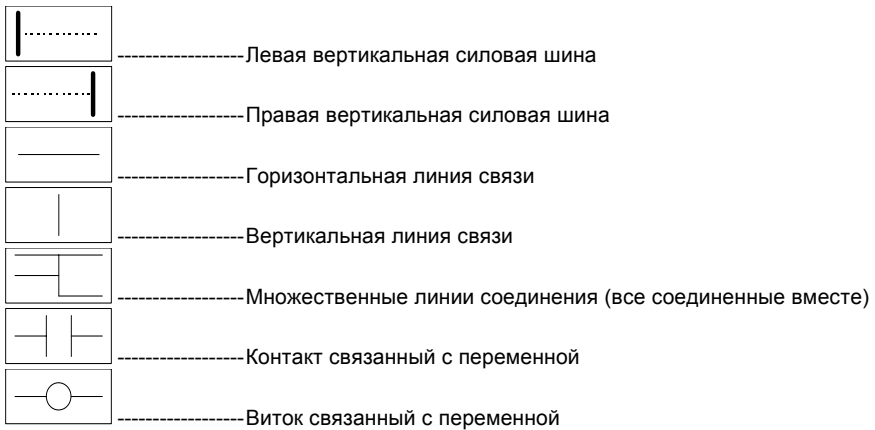 ------------------Левая вертикальная силовая шина
------------------Правая вертикальная силовая шина
------------------Горизонтальная линия связи
------------------Вертикальная линия связи
------------------Множественные линии соединения (все соединенные вместе)
------------------Контакт связанный с переменной
------------------Виток связанный с переменной